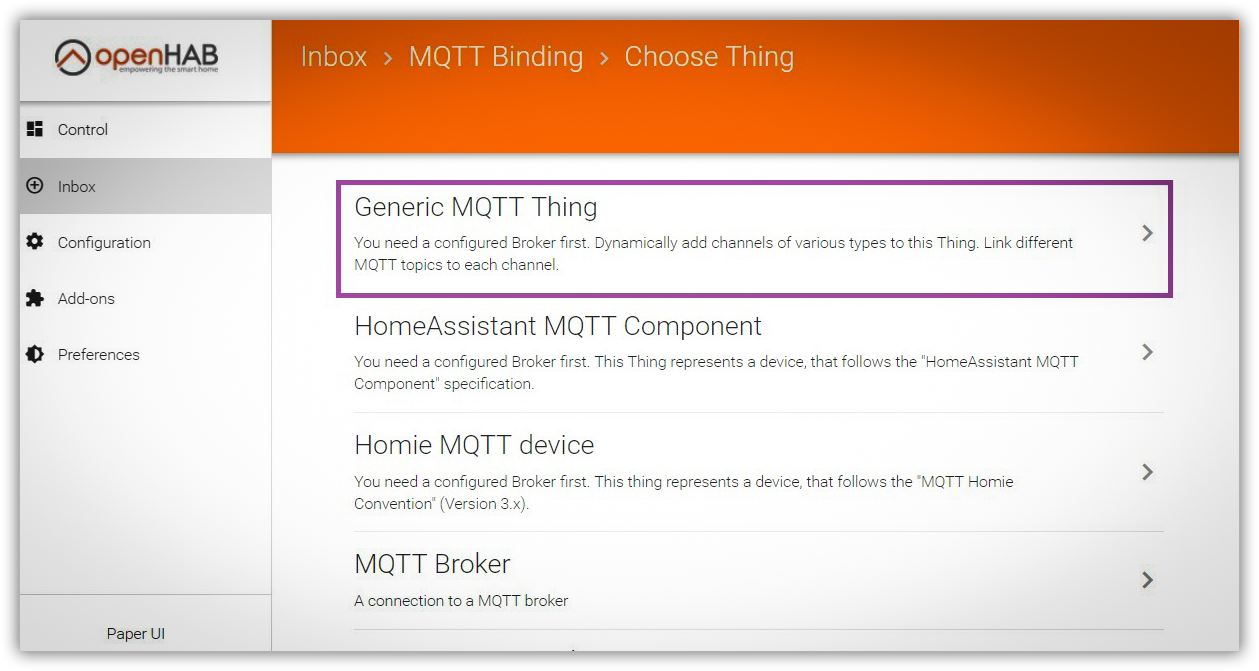 openHAB
empowering the smart home
Inbox > MQTT Binding > Choose Thing
Control
Inbox
Configuration
Add-ons
Preferences
Paper UI
Generic MQTT Thing
You need a configured Broker first. Dynamically add channels of various types to this Thing. Link different
MQTT topics to each channel.
HomeAssistant MQTT Component
You need a configured Broker first. This Thing represents a device, that follows the "HomeAssistant MQTT
Component" specification.
Homie MQTT device
You need a configured Broker first. This thing represents a device, that follows the "MQTT Homie
Convention" (Version 3.x).
MQTT Broker
A connection to a MQTT broker